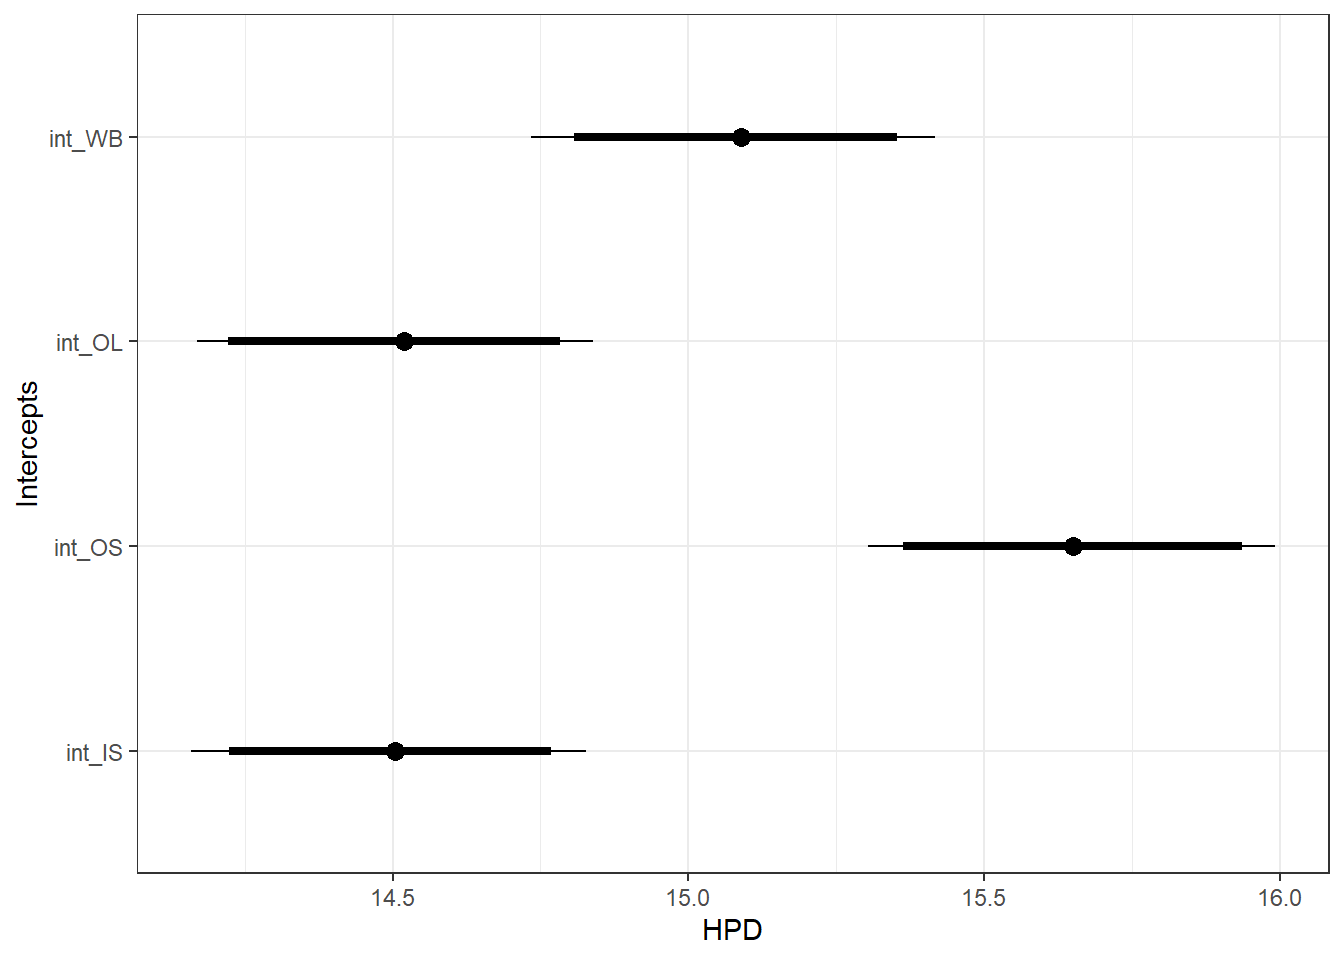 int_WB
int_OL
int_OS
int_IS
Intercepts
14.5 15.0 15.5 16.0
HPD